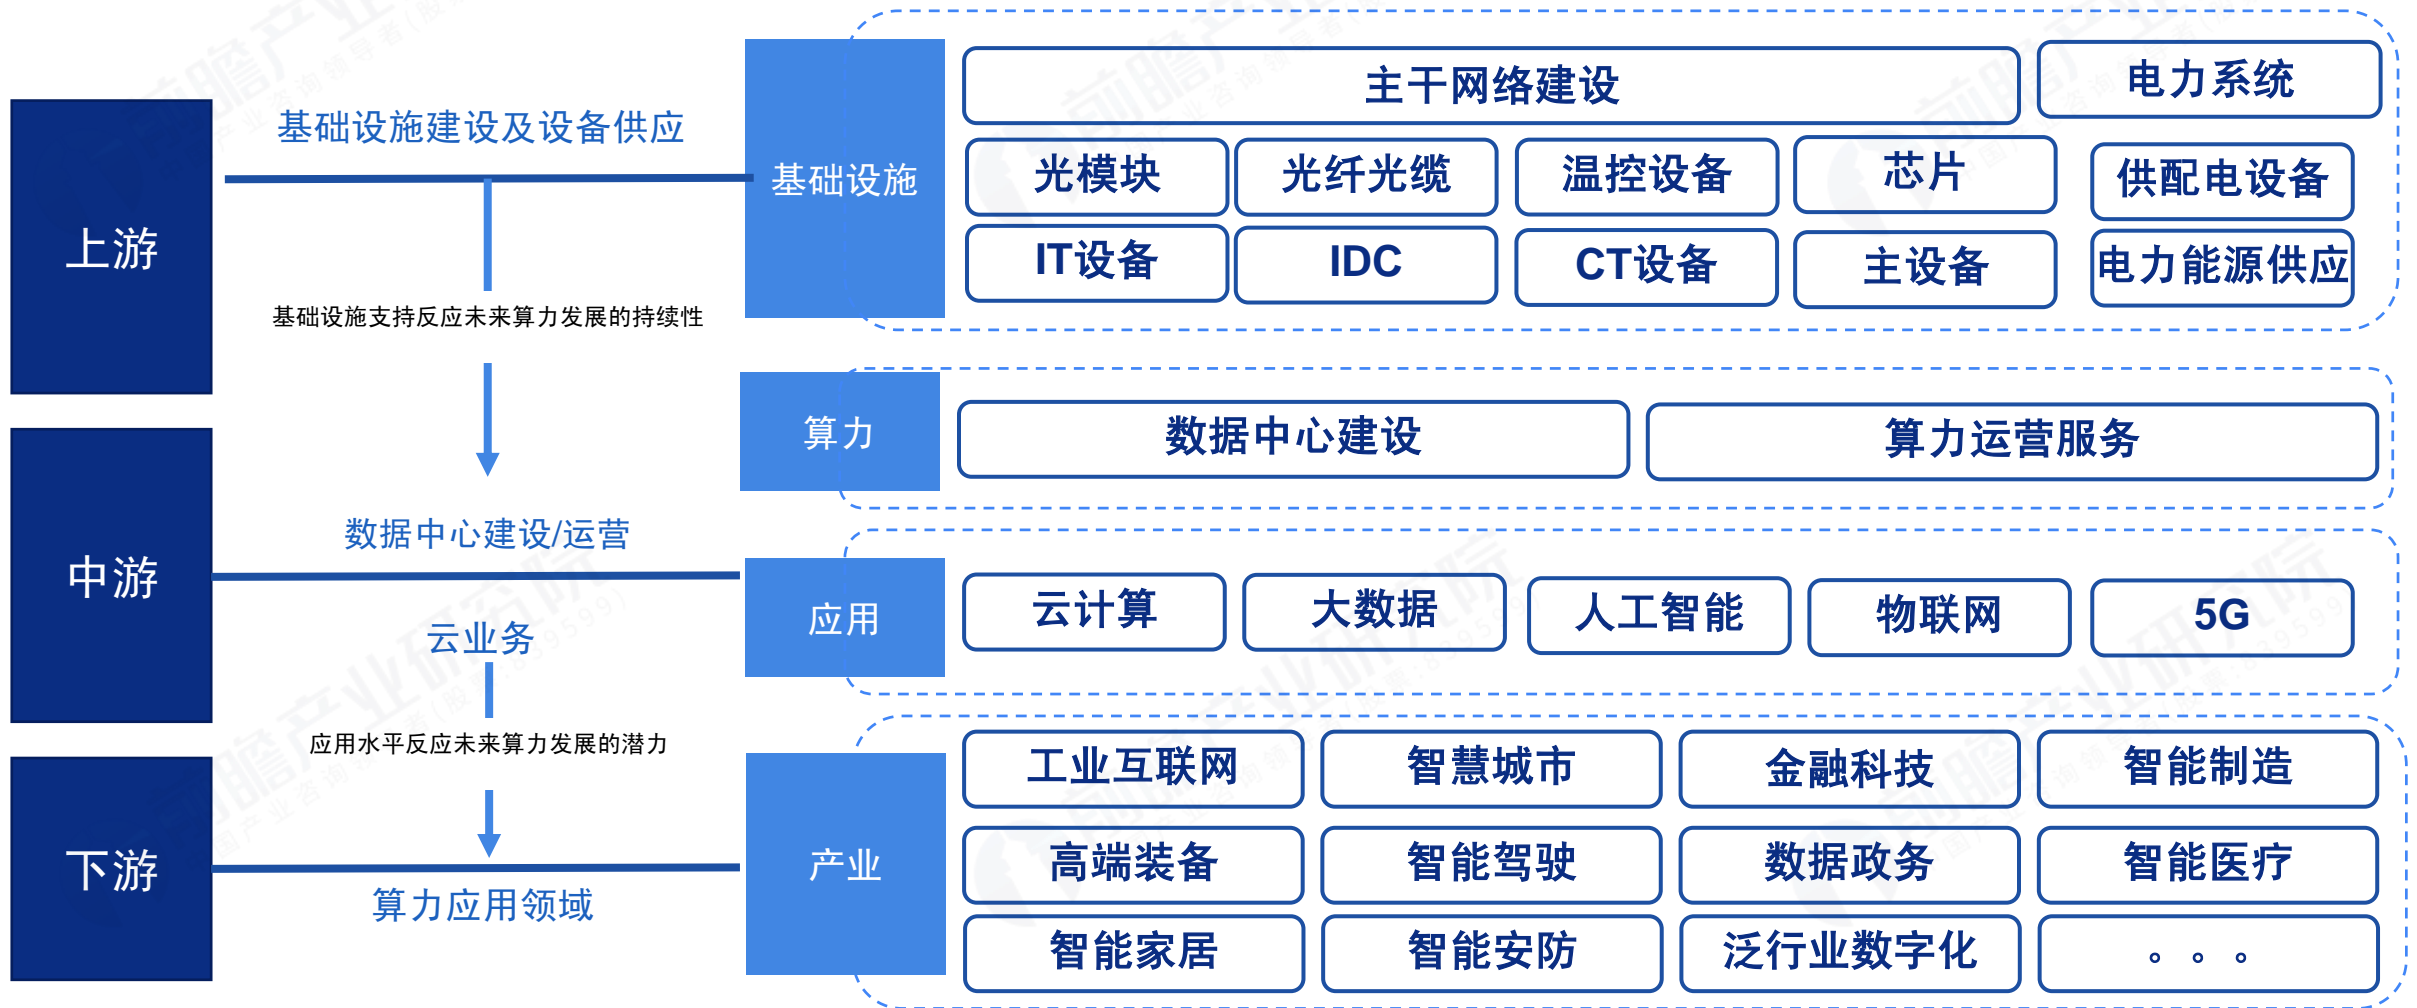 上游
基础设施建设及设备供应
基础设施支持反应未来算力发展的持续性
基础设施
主干网络建设
电力系统
光模块
光纤光缆
温控设备
芯片
供配电设备
IT设备
IDC
CT设备
主设备
电力能源供应
中游
数据中心建设/运营
云业务
应用水平反应未来算力发展的潜力
算力
数据中心建设
算力运营服务
应用
云计算
大数据
人工智能
物联网
5G
下游
算力应用领域
产业
工业互联网
智慧城市
金融科技
智能制造
高端装备
智能驾驶
数据政务
智能医疗
智能家居
智能安防
泛行业数字化
。。。
前瞻产业研究院